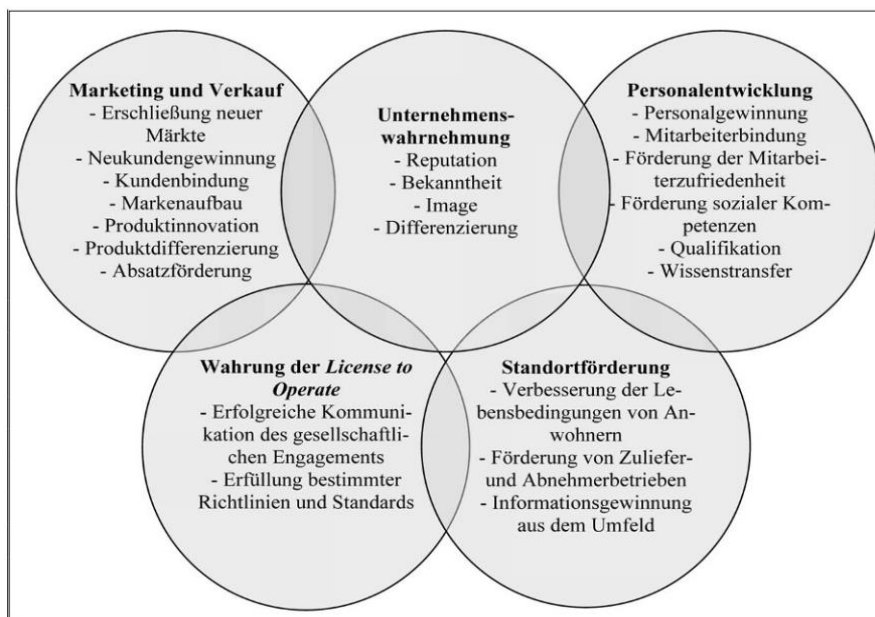 Marketing und Verkauf
- Erschließung neuer
Märkte
- Neukundengewinnung
- Kundenbindung
- Markenaufbau
- Produktinnovation
- Produktdifferenzierung
- Absatzförderung
Unternehmens-
wahrnehmung
- Reputation
- Bekanntheit
- Image
- Differenzierung
Personalentwicklung
- Personalgewinnung
- Mitarbeiterbindung
- Förderung der Mitarbei-
terzufriedenheit
- Förderung sozialer Kom-
petenzen
- Qualifikation
- Wissenstransfer
Wahrung der License to
Operate
- Erfolgreiche Kommuni-
kation des gesellschaftli-
chen Engagements
- Erfüllung bestimmter
Richtlinien und Standards
Standortförderung
- Verbesserung der Le-
bensbedingungen von An-
wohnern
- Förderung von Zuliefer-
und Abnehmerbetrieben
- Informationsgewinnung
aus dem Umfeld